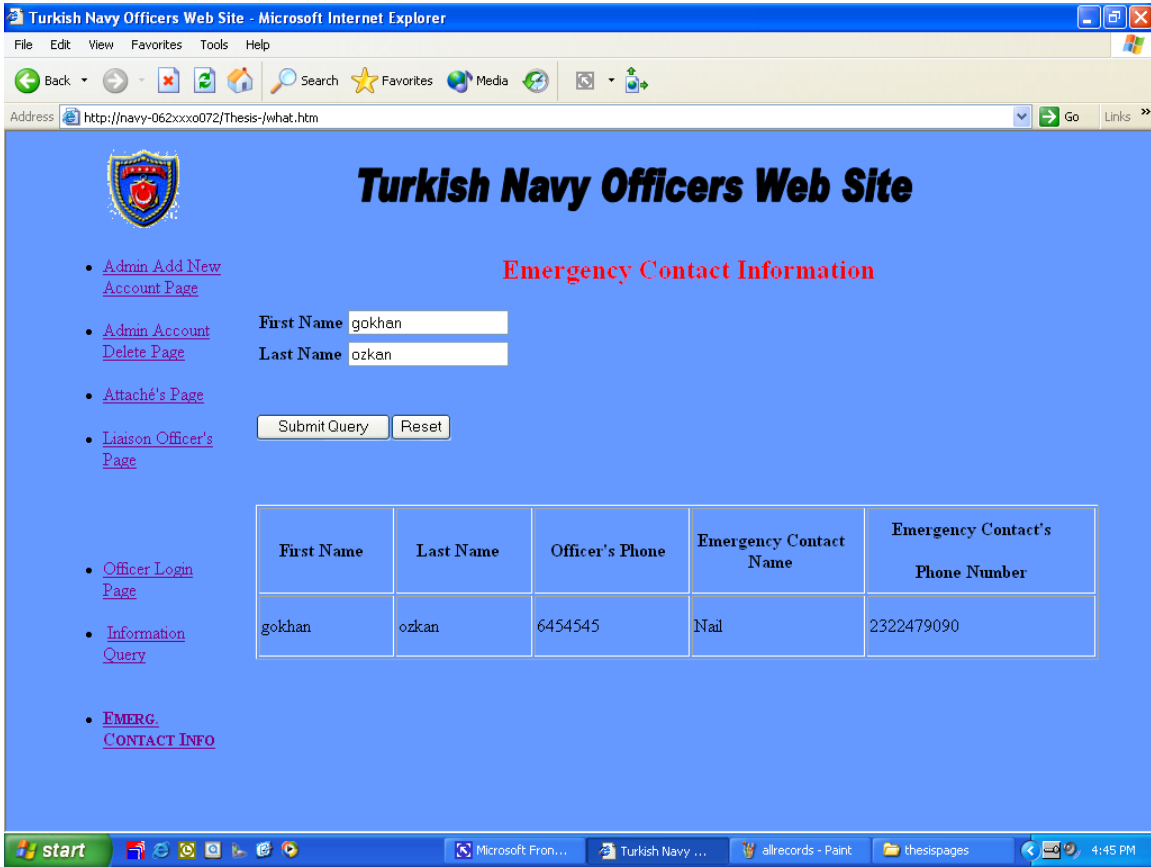 Turkish Navy Officers Web Site - Microsoft Internet Explorer
File Edit View Favorites Tools Help
Back Search Favorites Media
Address http://navy-062xxxo072/Thesis-/what.htm Go Links »
Turkish Navy Officers Web Site
Admin Add New
Account Page
Admin Account
Delete Page
Attaché's Page
Liaison Officer's
Page
Officer Login
Page
Information
Query
EMERG.
CONTACT INFO
Emergency Contact Information
First Name gokhan
Last Name ozkan
Submit Query Reset
First Name Last Name Officer's Phone Emergency Contact Name Emergency Contact's Phone Number
gokhan ozkan 6454545 Nail 2322479090
start Microsoft Fron... Turkish Navy ... allrecords - Paint thesispages 4:45 PM